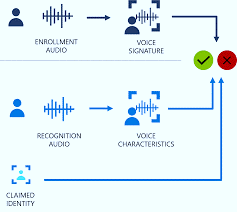 ENROLLMENT
AUDIO
VOICE
SIGNATURE
RECOGNITION
AUDIO
VOICE
CHARACTERISTICS
CLAIMED
IDENTITY